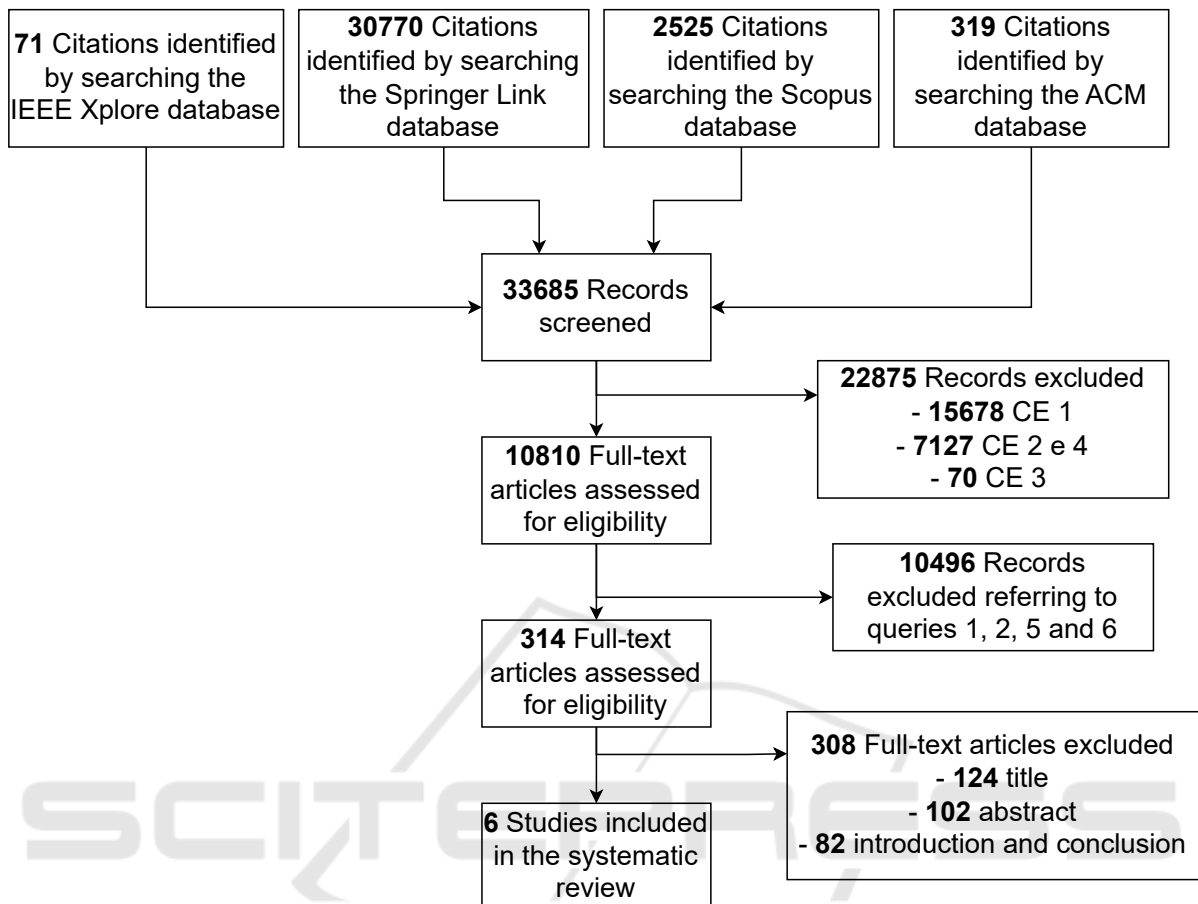 71 Citations identified
by searching the
IEEE Xplore database
30770 Citations
identified by searching
the Springer Link
database
2525 Citations
identified by
searching the Scopus
database
319 Citations
identified by
searching the ACM
database
33685 Records
screened
22875 Records excluded
- 15678 CE 1
- 7127 CE 2 e 4
- 70 CE 3
10810 Full-text
articles assessed
for eligibility
10496 Records
excluded referring to
queries 1, 2, 5 and 6
314 Full-text
articles assessed
for eligibility
308 Full-text articles excluded
- 124 title
- 102 abstract
- 82 introduction and conclusion
6 Studies included
in the systematic
review
SCITEPRESS